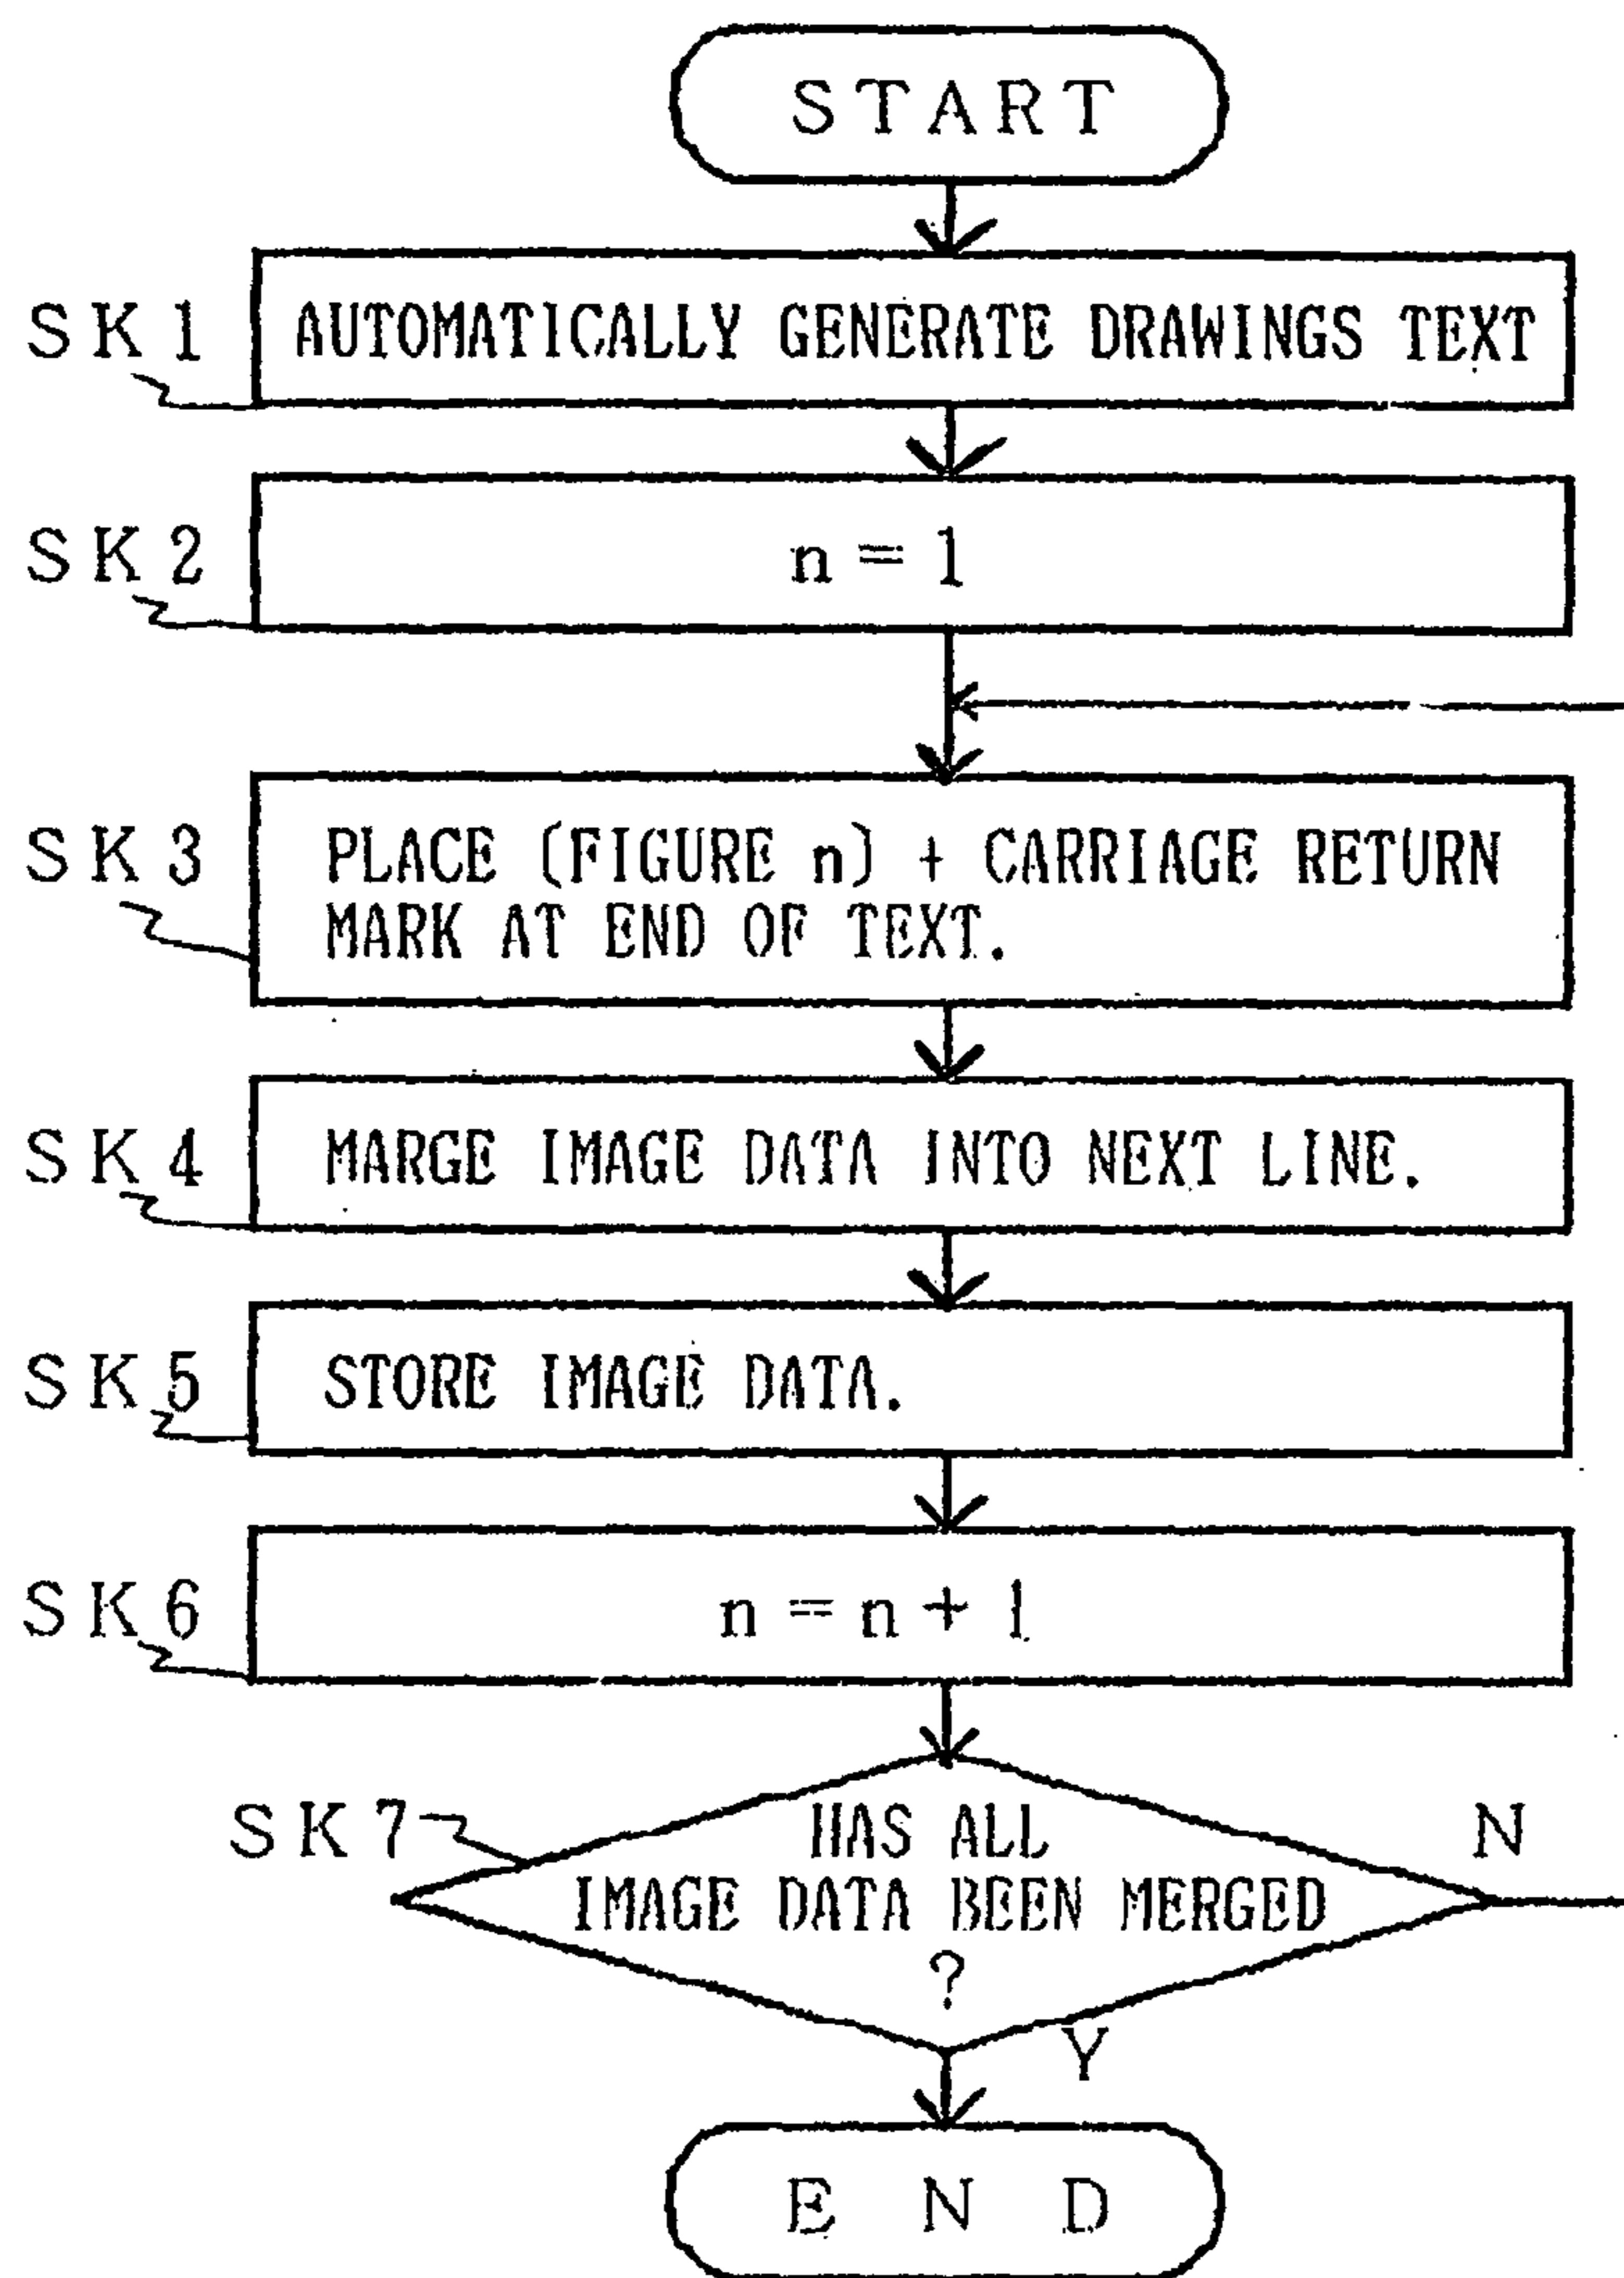 START
SK1
AUTOMATICALLY GENERATE DRAWINGS TEXT
SK2
n=1
SK3
PLACE (FIGURE n) + CARRIAGE RETURN
MARK AT END OF TEXT.
SK4
MARGE IMAGE DATA INTO NEXT LINE.
SK5
STORE IMAGE DATA.
SK6
n=n+1
SK7
HAS ALL
IMAGE DATA BEEN MERGED
?
N
Y
END